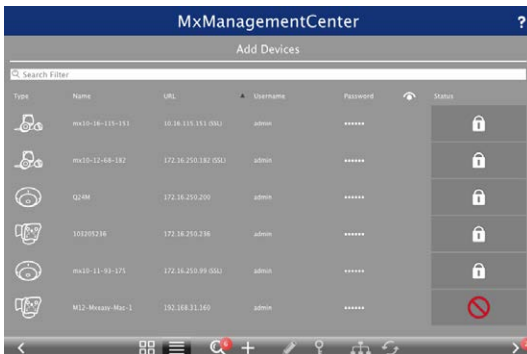 MxManagementCenter ?
Add Devices
Search Filter
Type Name URL Username Password Status
mx10-16-115-151 10.16.115.151 (SSL) admin ••••••
mx10-12-68-182 172.16.250.182 (SSL) admin ••••••
Q24M 172.16.250.200 admin ••••••
103205236 172.16.250.236 admin ••••••
mx10-11-93-175 172.16.250.99 (SSL) admin ••••••
M12-Mxeasy-Mac-1 192.168.31.160 admin ••••••